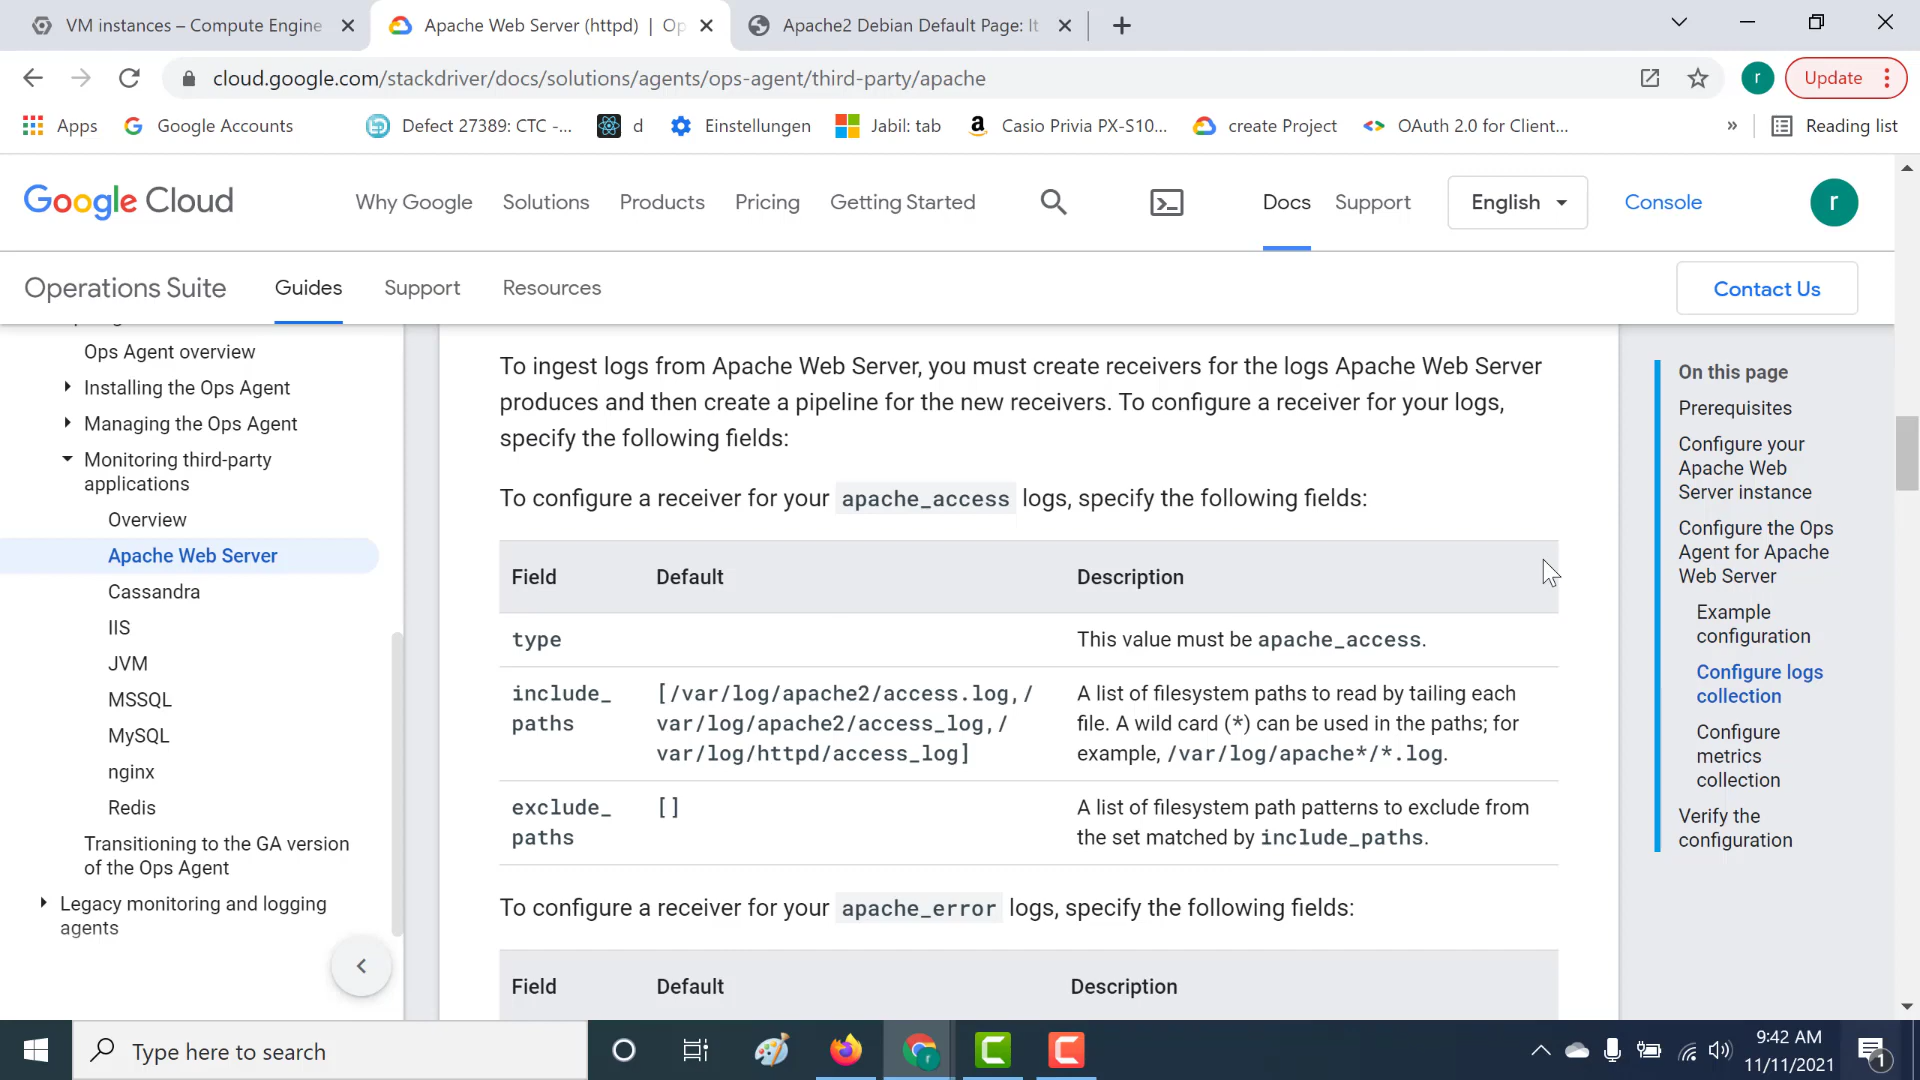 VM instances – Compute Engine
Apache Web Server (httpd) | Op
Apache2 Debian Default Page: It
cloud.google.com/stackdriver/docs/solutions/agents/ops-agent/third-party/apache
r
Update
Apps
Google Accounts
Defect 27389: CTC -...
d
Einstellungen
Jabil: tab
Casio Privia PX-S10...
create Project
OAuth 2.0 for Client...
»
Reading list
Google Cloud
Why Google
Solutions
Products
Pricing
Getting Started
Docs
Support
English
Console
r
Operations Suite
Guides
Support
Resources
Contact Us
Ops Agent overview
Installing the Ops Agent
Managing the Ops Agent
Monitoring third-party
applications
Overview
Apache Web Server
Cassandra
IIS
JVM
MSSQL
MySQL
nginx
Redis
Transitioning to the GA version
of the Ops Agent
Legacy monitoring and logging
agents
To ingest logs from Apache Web Server, you must create receivers for the logs Apache Web Server
produces and then create a pipeline for the new receivers. To configure a receiver for your logs,
specify the following fields:
To configure a receiver for your apache_access logs, specify the following fields:
Field Default Description
type This value must be apache_access.
include_
paths
[/var/log/apache2/access.log,/
var/log/apache2/access_log,/
var/log/httpd/access_log]
A list of filesystem paths to read by tailing each
file. A wild card (*) can be used in the paths; for
example, /var/log/apache*/*.log.
exclude_
paths
[]
A list of filesystem path patterns to exclude from
the set matched by include_paths.
To configure a receiver for your apache_error logs, specify the following fields:
Field Default Description
On this page
Prerequisites
Configure your
Apache Web
Server instance
Configure the Ops
Agent for Apache
Web Server
Example
configuration
Configure logs
collection
Configure
metrics
collection
Verify the
configuration
Type here to search
9:42 AM
11/11/2021
1